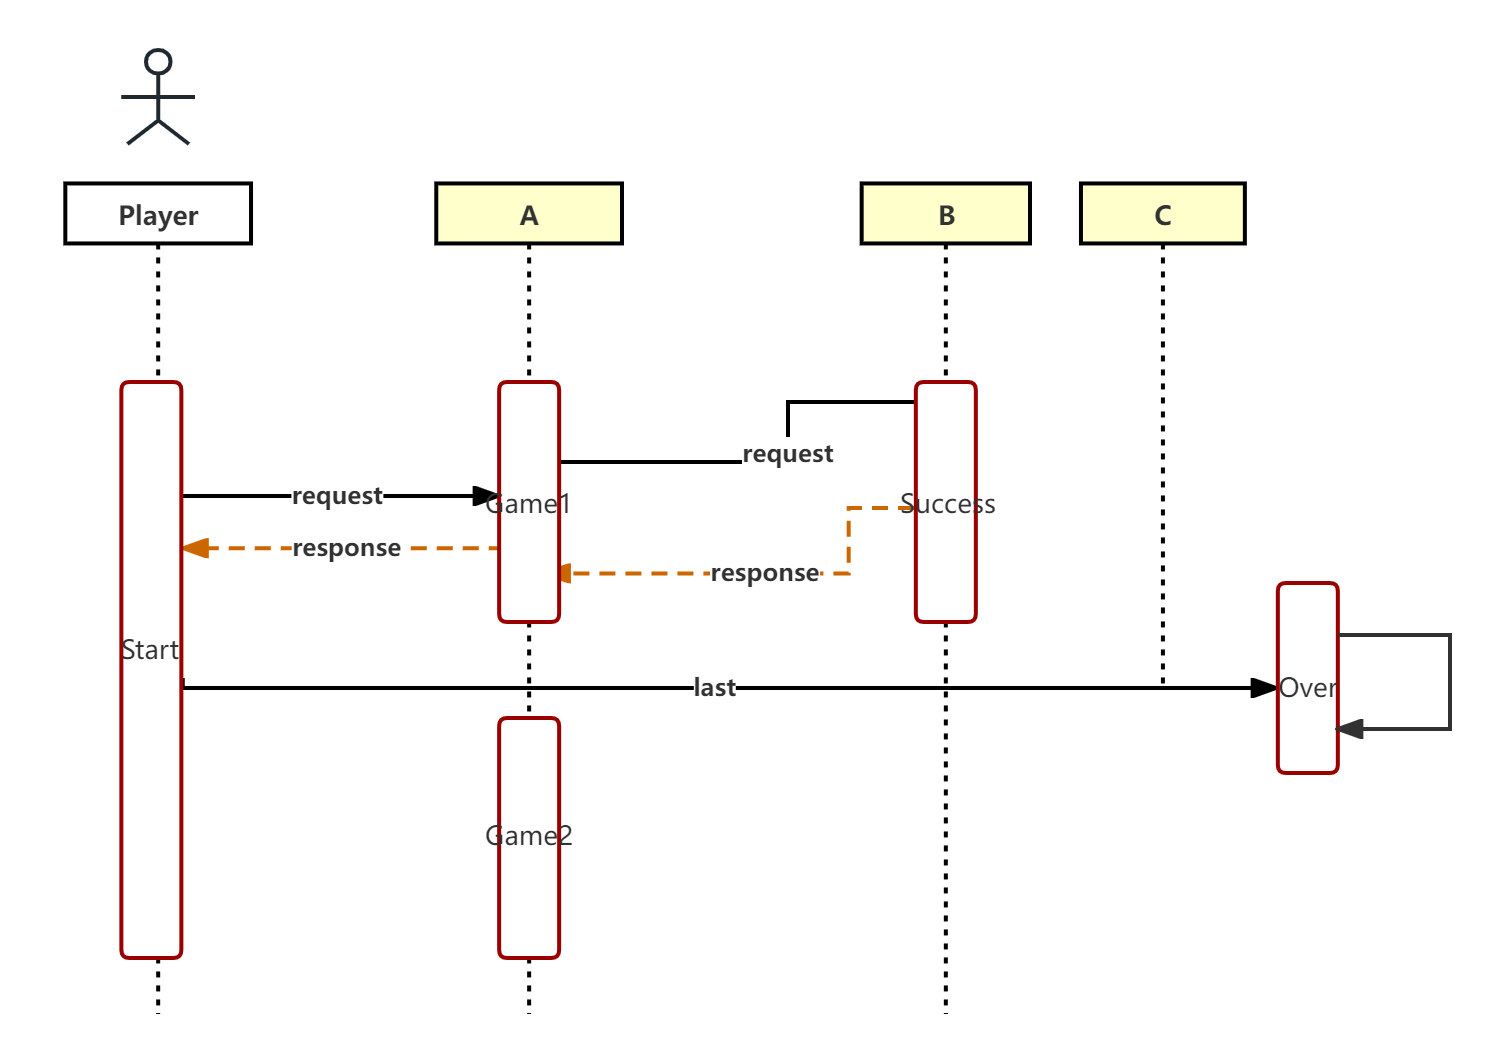 Player
A
B
C
request
request
Game1
Success
response
response
Start
last
Over
Game2